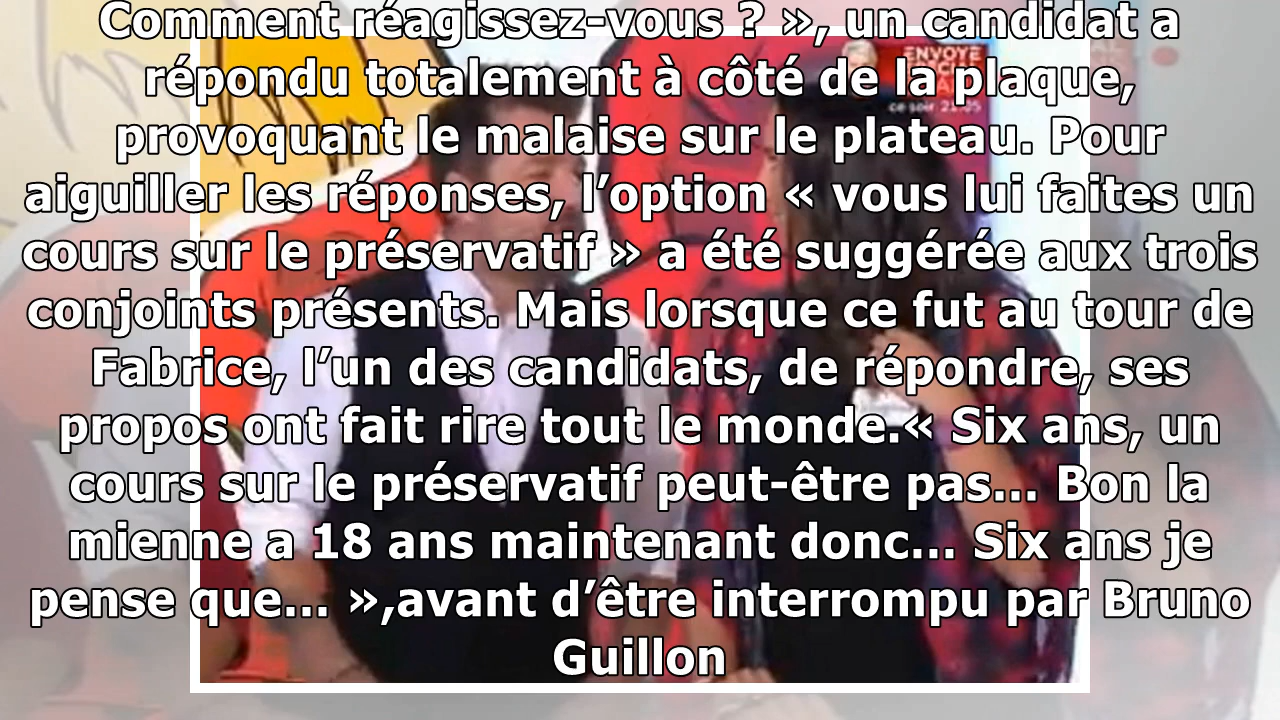 Comment réagissez-vous ? », un candidat a
répondu totalement à côté de la plaque,
provoquant le malaise sur le plateau. Pour
aiguiller les réponses, l’option « vous lui faites un
cours sur le préservatif » a été suggérée aux trois
conjoints présents. Mais lorsque ce fut au tour de
Fabrice, l’un des candidats, de répondre, ses
propos ont fait rire tout le monde.« Six ans, un
cours sur le préservatif peut-être pas… Bon la
mienne a 18 ans maintenant donc… Six ans je
pense que… »,avant d’être interrompu par Bruno
Guillon
ENVOYÉ
ce soir